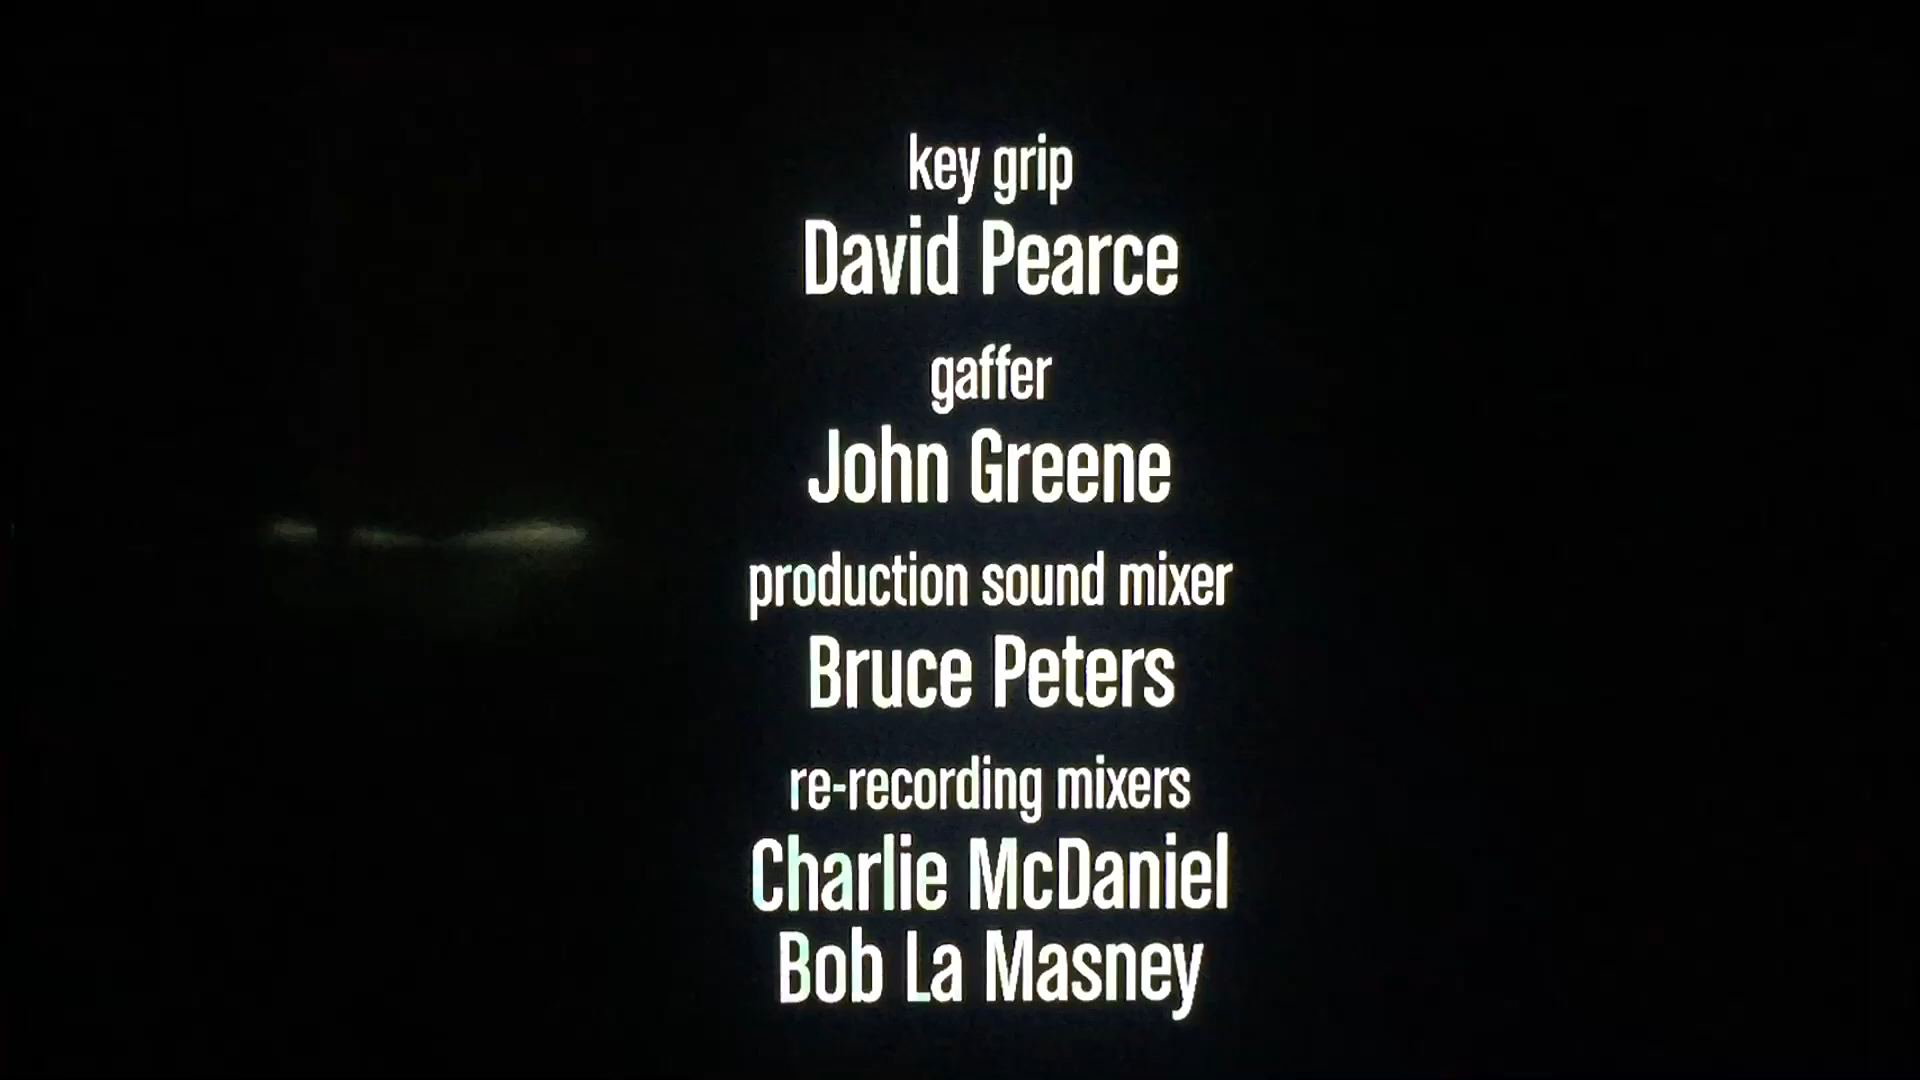 key grip
David Pearce
gaffer
John Greene
production sound mixer
Bruce Peters
re-recording mixers
Charlie McDaniel
Bob La Masney